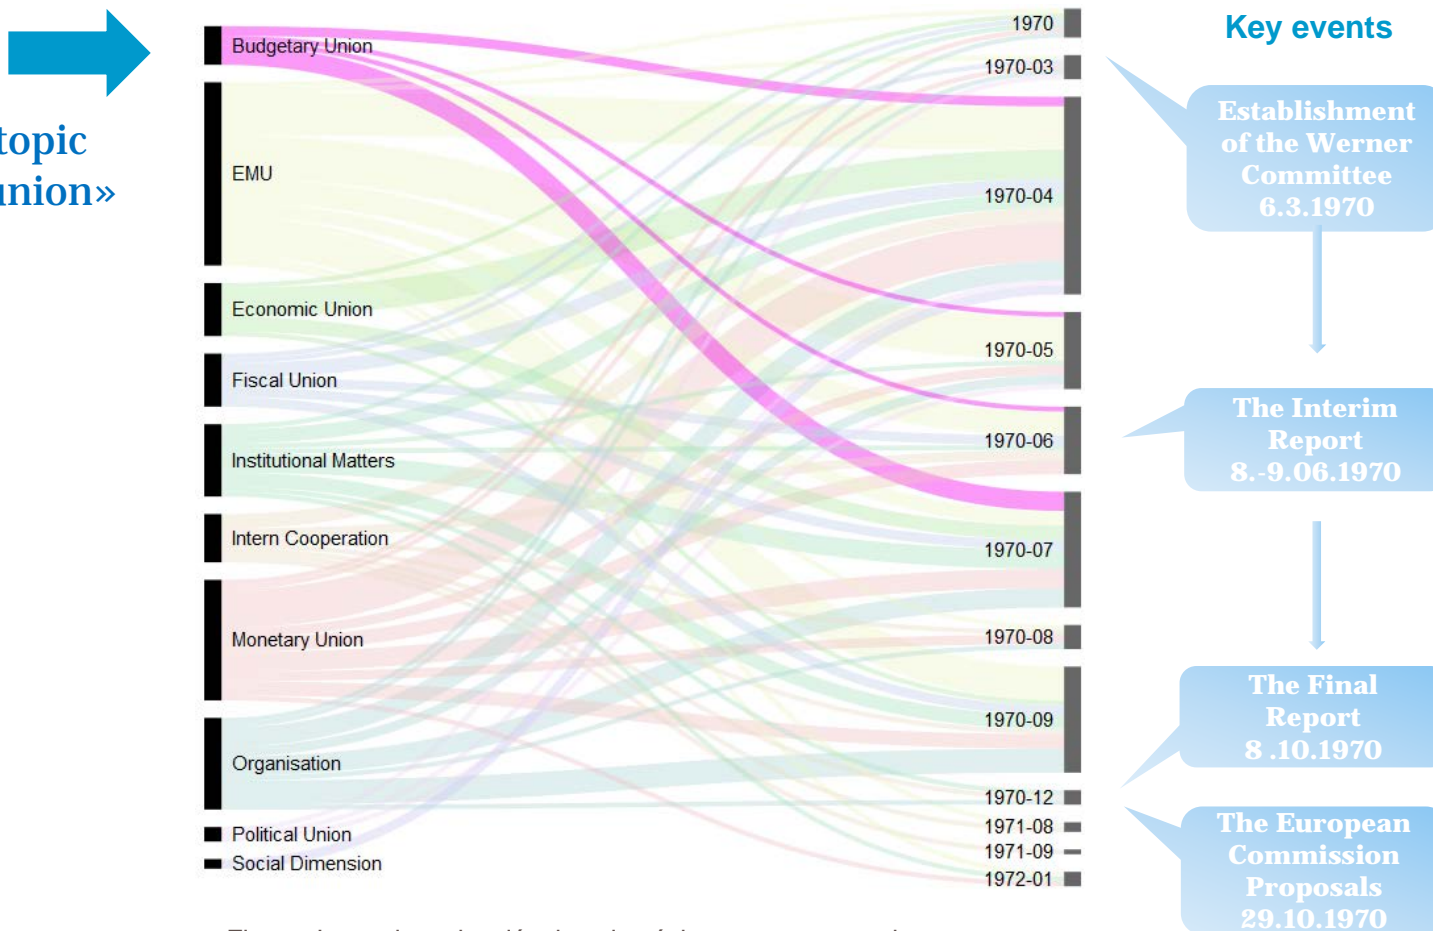 topic
union»
Budgetary Union
EMU
Economic Union
Fiscal Union
Institutional Matters
Intern Cooperation
Monetary Union
Organisation
Political Union
Social Dimension
1970
1970-03
1970-04
1970-05
1970-06
1970-07
1970-08
1970-09
1970-12
1971-08
1971-09
1972-01
Key events
Establishment
of the Werner
Committee
6.3.1970
The Interim
Report
8.-9.06.1970
The Final
Report
8 .10.1970
The European
Commission
Proposals
29.10.1970